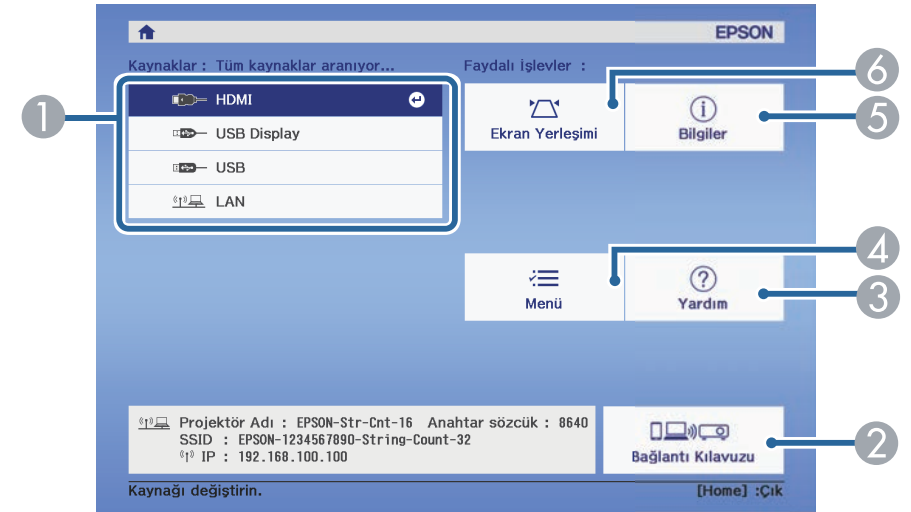 EPSON
Kaynaklar : Tüm kaynaklar aranıyor...
Faydalı İşlevler :
HDMI
USB Display
USB
LAN
Ekran Yerleşimi
Bilgiler
Menü
Yardım
Projektör Adı : EPSON-Str-Cnt-16 Anahtar sözcük : 8640
SSID : EPSON-1234567890-String-Count-32
IP : 192.168.100.100
Bağlantı Kılavuzu
Kaynağı değiştirin.
[Home] :Çık
1
6
5
4
3
2